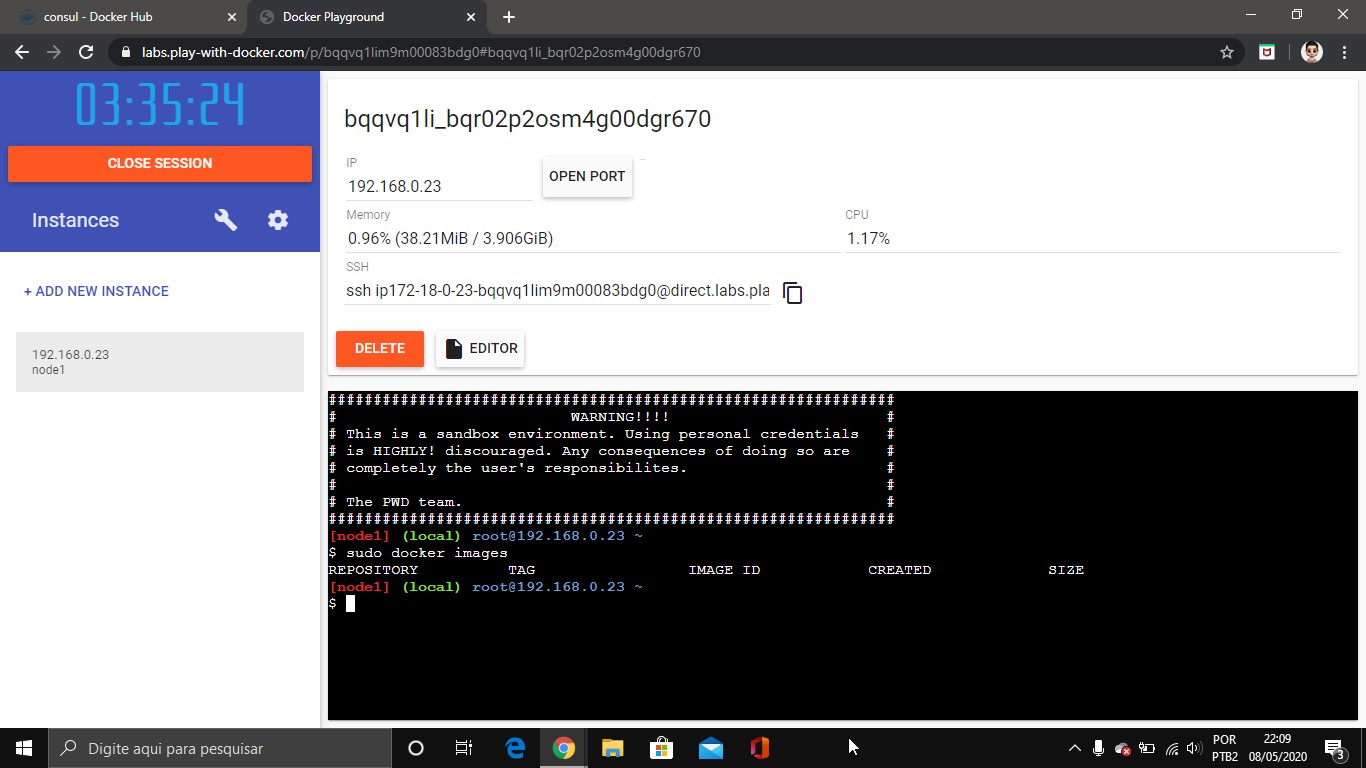 consul - Docker Hub
Docker Playground
labs.play-with-docker.com/p/bqqvq1lim9m00083bdg0#bqqvq1li_bqr02p2osm4g00dgr670
03:35:24
CLOSE SESSION
Instances
+ ADD NEW INSTANCE
192.168.0.23
node1
bqqvq1li_bqr02p2osm4g00dgr670
IP
192.168.0.23
OPEN PORT
Memory
0.96% (38.21MiB / 3.906GiB)
CPU
1.17%
SSH
ssh ip172-18-0-23-bqqvq1lim9m00083bdg0@direct.labs.pla
DELETE
EDITOR
###############################################################
#                          WARNING!!!!                        #
# This is a sandbox environment. Using personal credentials   #
# is HIGHLY! discouraged. Any consequences of doing so are    #
# completely the user's responsibilites.                      #
#                                                             #
# The PWD team.                                               #
###############################################################
[node1] (local) root@192.168.0.23 ~
$ sudo docker images
REPOSITORY          TAG                 IMAGE ID            CREATED             SIZE
[node1] (local) root@192.168.0.23 ~
$
Digite aqui para pesquisar
POR
PTB2
22:09
08/05/2020
3